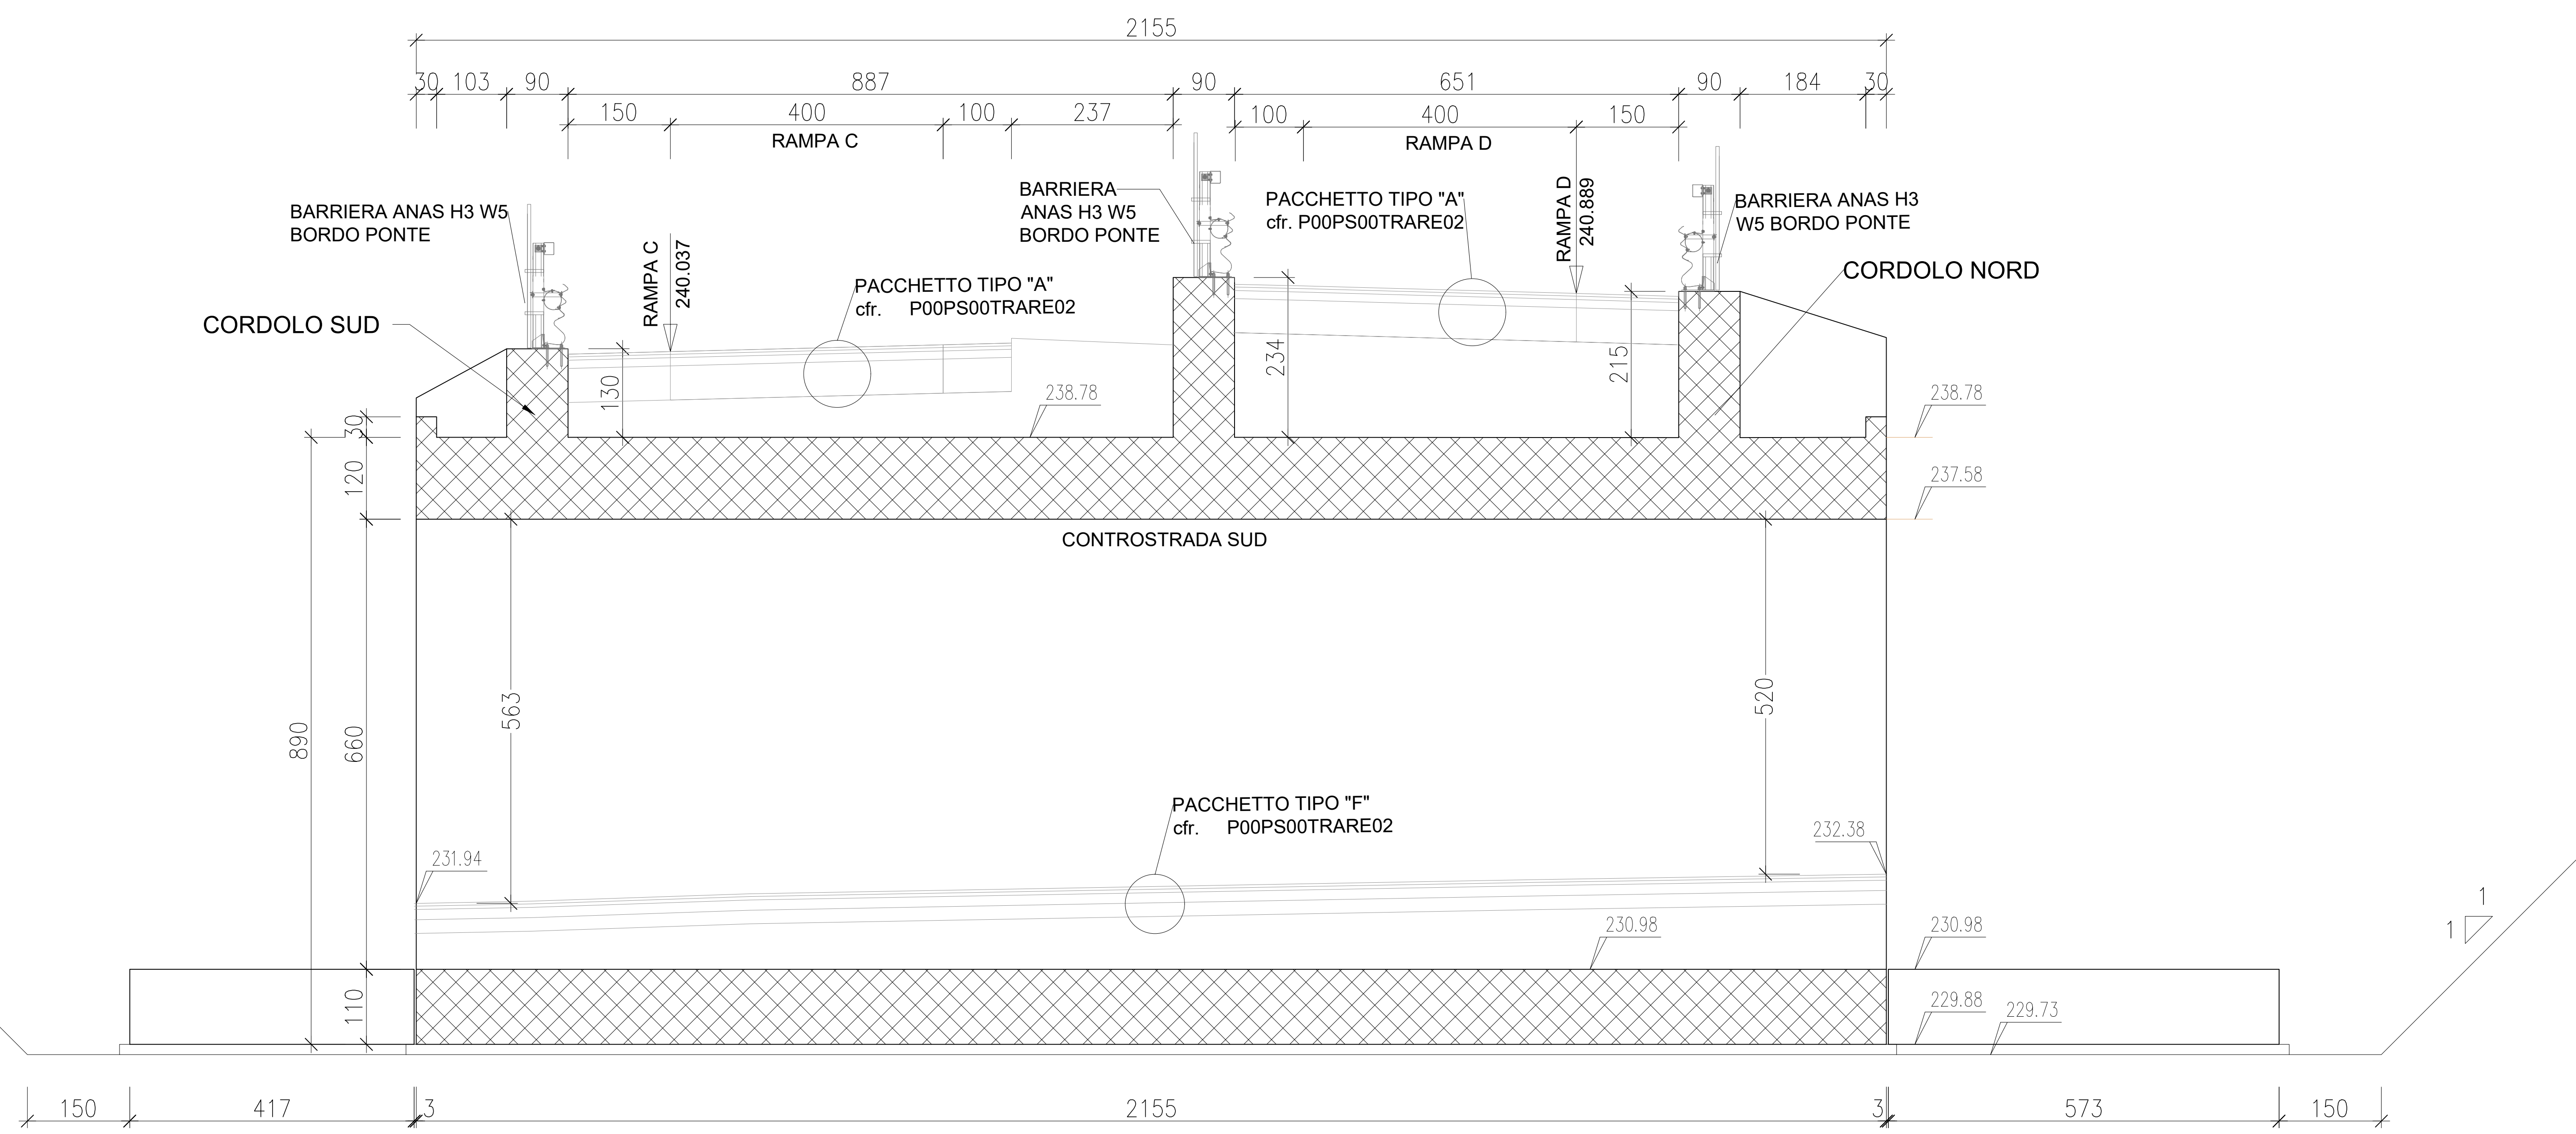 2155
30 103 90 887 90 651 90 184 30
150 400 100 237 100 400 150
RAMPA C
RAMPA D
BARRIERA ANAS H3 W5
BORDO PONTE
BARRIERA
ANAS H3 W5
BORDO PONTE
PACCHETTO TIPO "A"
cfr. P00PS00TRARE02
RAMPA D
240.889
BARRIERA ANAS H3
W5 BORDO PONTE
RAMPA C
240.037
PACCHETTO TIPO "A"
cfr. P00PS00TRARE02
CORDOLO NORD
CORDOLO SUD
130
234
215
238.78
238.78
30
120
237.58
CONTROSTRADA SUD
890
660
563
520
PACCHETTO TIPO "F"
cfr. P00PS00TRARE02
231.94
232.38
230.98
230.98
1
1
110
229.88
229.73
150 417 3 2155 3 573 150